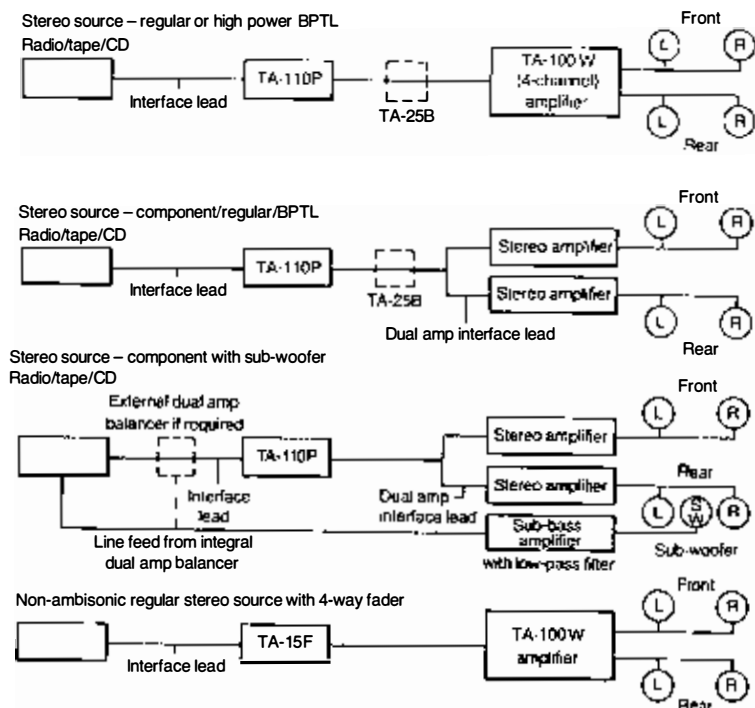 Stereo source – regular or high power BPTL
Radio/tape/CD
Front
L
R
TA-110P
TA-100W
(4-channel)
amplifier
Interface lead
TA-25B
L
R
Rear
Stereo source – component/regular/BPTL
Radio/tape/CD
Front
L
R
Stereo amplifier
TA-110P
Interface lead
TA-25B
Stereo amplifier
Dual amp interface lead
L
R
Rear
Stereo source – component with sub-woofer
Radio/tape/CD
External dual amp
balancer if required
Front
L
R
Stereo amplifier
TA-110P
Interface
lead
Dual amp
interface lead
Stereo amplifier
Rear
L
SW
R
Sub-bass
amplifier
with low-pass filter
Sub-woofer
Line feed from integral
dual amp balancer
Non-ambisonic regular stereo source with 4-way fader
Front
L
R
TA-15F
TA-100W
amplifier
Interface lead
L
R
Rear